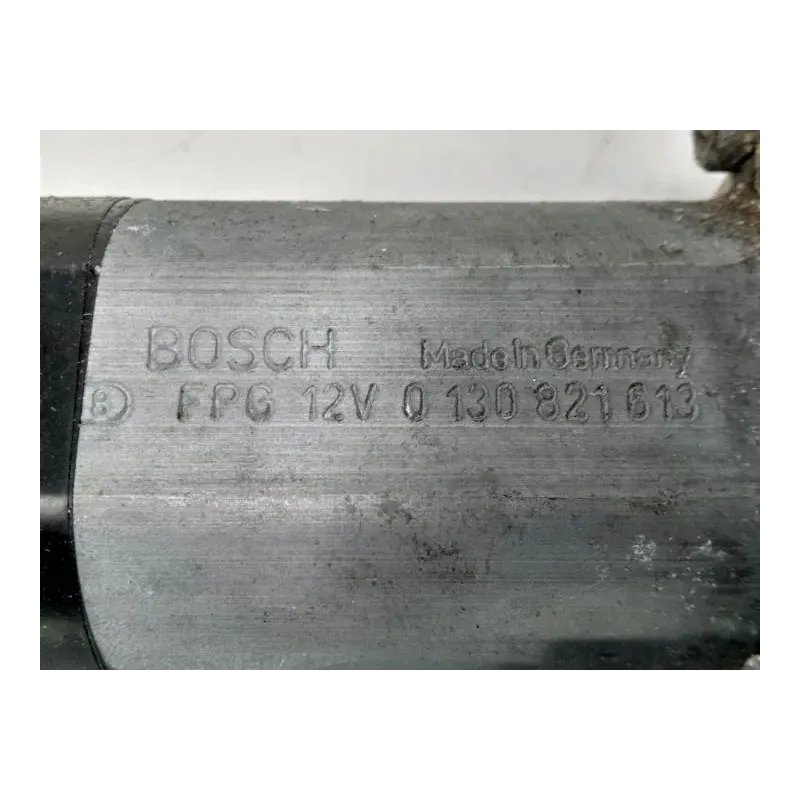 BOSCH Made in Germany
B FPG 12V 0 130 821 613